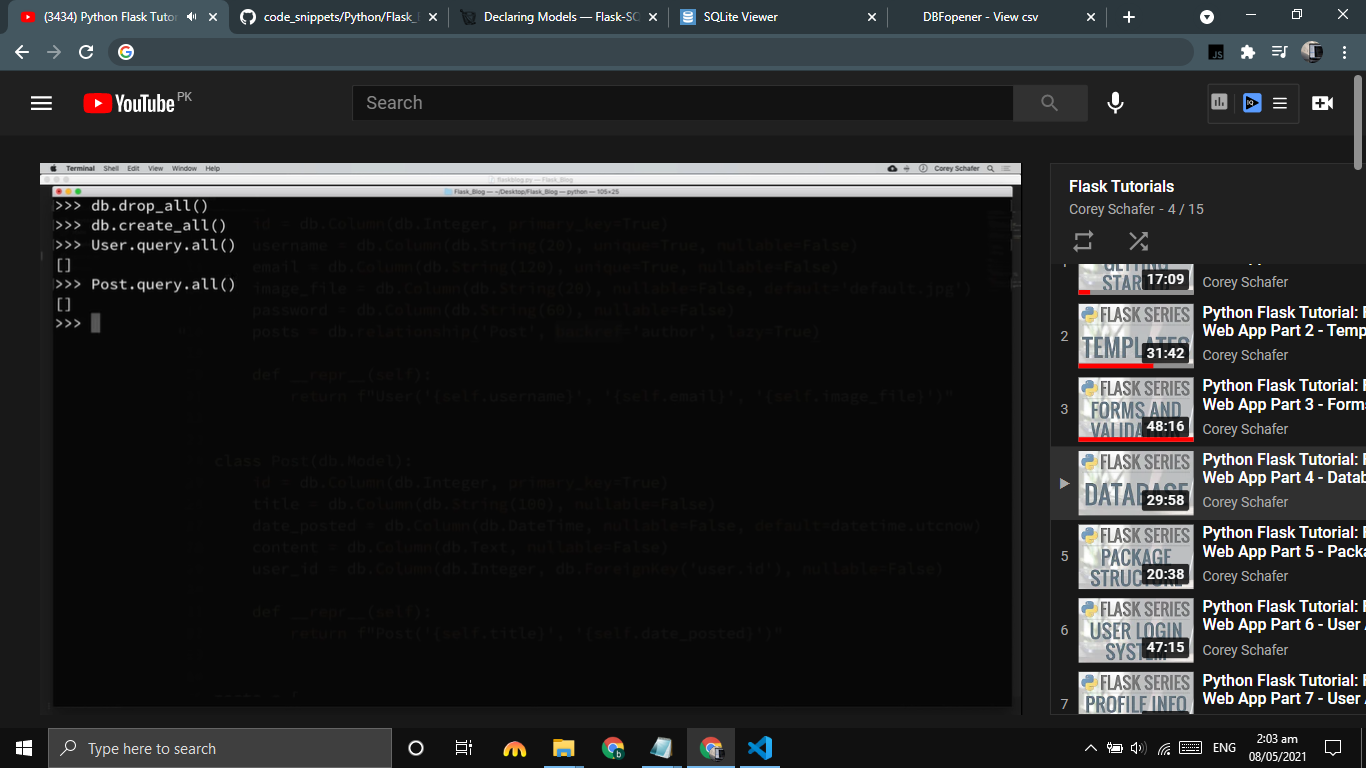 (3434) Python Flask Tutor
code_snippets/Python/Flask_
Declaring Models — Flask-SQ
SQLite Viewer
DBFopener - View csv
YouTube PK
Search
Terminal Shell Edit View Window Help
Corey Schafer
flaskblog.py — Flask_Blog
Flask_Blog — ~/Desktop/Flask_Blog — python — 105×25
>>> db.drop_all()
>>> db.create_all()
>>> User.query.all()
[]
>>> Post.query.all()
[]
>>>
id = db.Column(db.Integer, primary_key=True)
username = db.Column(db.String(20), unique=True, nullable=False)
email = db.Column(db.String(120), unique=True, nullable=False)
image_file = db.Column(db.String(20), nullable=False, default='default.jpg')
password = db.Column(db.String(60), nullable=False)
posts = db.relationship('Post', backref='author', lazy=True)
def __repr__(self):
return f"User('{self.username}', '{self.email}', '{self.image_file}')"
class Post(db.Model):
id = db.Column(db.Integer, primary_key=True)
title = db.Column(db.String(100), nullable=False)
date_posted = db.Column(db.DateTime, nullable=False, default=datetime.utcnow)
content = db.Column(db.Text, nullable=False)
user_id = db.Column(db.Integer, db.ForeignKey('user.id'), nullable=False)
def __repr__(self):
return f"Post('{self.title}', '{self.date_posted}')"
Flask Tutorials
Corey Schafer - 4 / 15
STAR
17:09
Corey Schafer
2
FLASK SERIES
TEMPLATES
31:42
Python Flask Tutorial: F
Web App Part 2 - Temp
Corey Schafer
3
FLASK SERIES
FORMS AND
VALIDATION
48:16
Python Flask Tutorial: F
Web App Part 3 - Forms
Corey Schafer
FLASK SERIES
DATABASE
29:58
Python Flask Tutorial: F
Web App Part 4 - Datab
Corey Schafer
5
FLASK SERIES
PACKAGE
STRUCTURE
20:38
Python Flask Tutorial: F
Web App Part 5 - Packa
Corey Schafer
6
FLASK SERIES
USER LOGIN
SYSTEM
47:15
Python Flask Tutorial: F
Web App Part 6 - User A
Corey Schafer
7
FLASK SERIES
PROFILE INFO
Python Flask Tutorial: F
Web App Part 7 - User A
Type here to search
ENG
2:03 am
08/05/2021